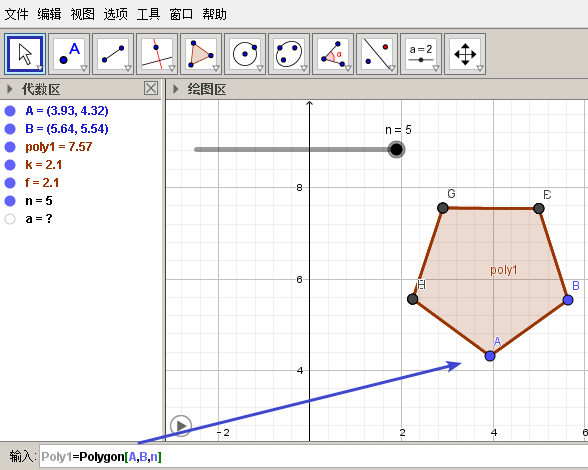 文件 编辑 视图 选项 工具 窗口 帮助
A
α
a = 2
代数区
绘图区
A = (3.93, 4.32)
B = (5.64, 5.54)
poly1 = 7.57
k = 2.1
f = 2.1
n = 5
a = ?
n = 5
8
6
4
-2
2
4
6
G
E
B
A
poly1
输入: Poly1=Polygon[A,B,n]